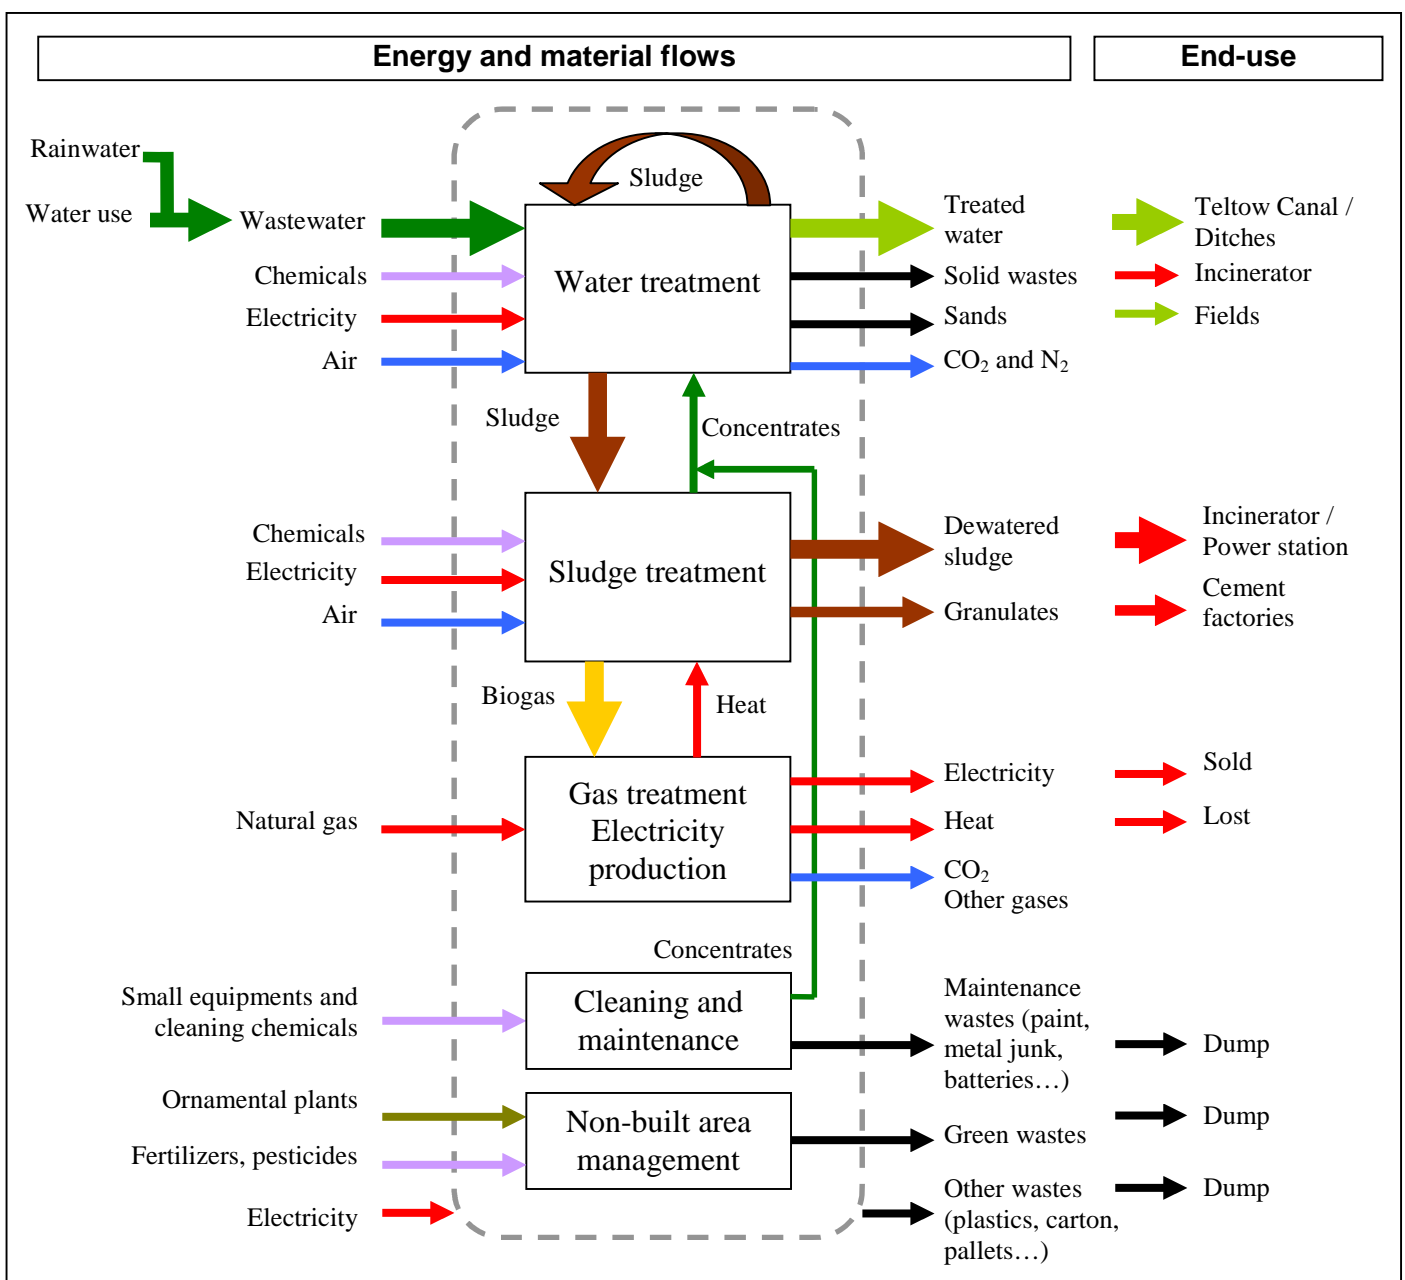 Energy and material flows
End-use
Rainwater
Water use
Wastewater
Chemicals
Electricity
Air
Sludge
Water treatment
Treated
water
Solid wastes
Sands
CO₂ and N₂
Teltow Canal /
Ditches
Incinerator
Fields
Sludge
Concentrates
Chemicals
Electricity
Air
Sludge treatment
Dewatered
sludge
Granulates
Incinerator /
Power station
Cement
factories
Biogas
Heat
Natural gas
Gas treatment
Electricity
production
Electricity
Heat
CO₂
Other gases
Sold
Lost
Concentrates
Small equipments and
cleaning chemicals
Cleaning and
maintenance
Maintenance
wastes (paint,
metal junk,
batteries…)
Dump
Ornamental plants
Fertilizers, pesticides
Non-built area
management
Green wastes
Dump
Electricity
Other wastes
(plastics, carton,
pallets…)
Dump